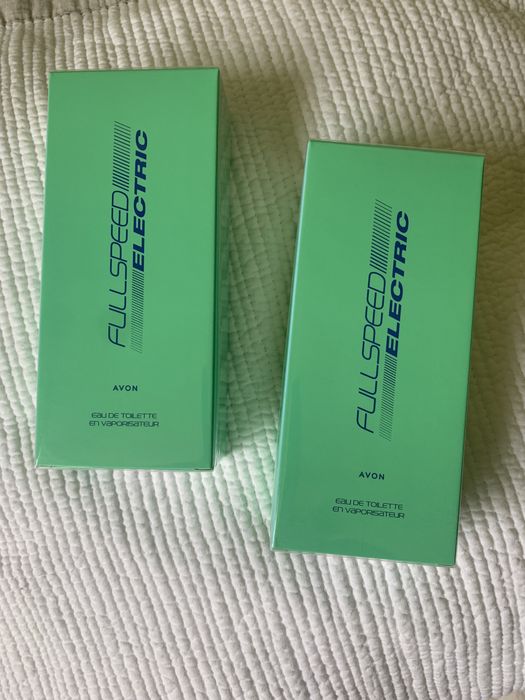 FULLSPEED
ELECTRIC
AVON
EAU DE TOILETTE
EN VAPORISATEUR
FULLSPEED
ELECTRIC
AVON
EAU DE TOILETTE
EN VAPORISATEUR